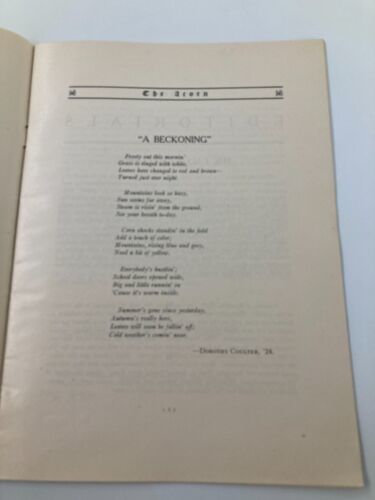 The Acorn
"A BECKONING"
Frosty out this mornin'
Grass is tinged with white,
Leaves have changed to red and brown—
Turned just over night.
Mountains look so hazy,
Sun seems far away,
Steam is risin' from the ground,
See your breath to-day.
Corn shocks standin' in the field
Add a touch of color;
Mountains, rising blue and grey,
Need a bit of yellow.
Everybody's hustlin';
School doors opened wide,
Big and little runnin' in
'Cause it's warm inside.
Summer's gone since yesterday,
Autumn's really here,
Leaves will soon be fallin' off;
Cold weather's comin' near.
—Dorothy Coulter, '28.